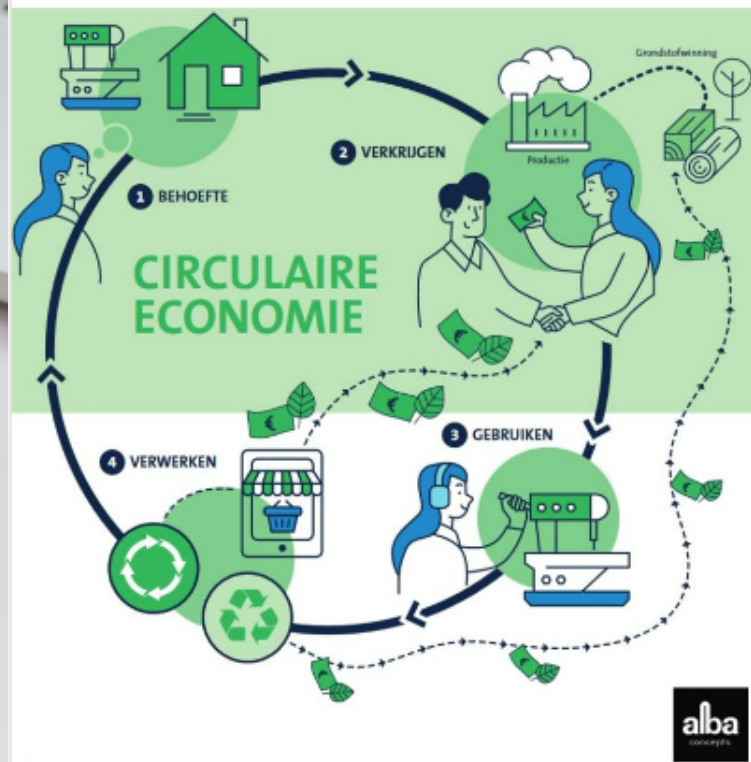 Grondstofwinning
2 VERKRIJGEN
Productie
1 BEHOEFTE
CIRCULAIRE
ECONOMIE
3 GEBRUIKEN
4 VERWERKEN
alba
concepts